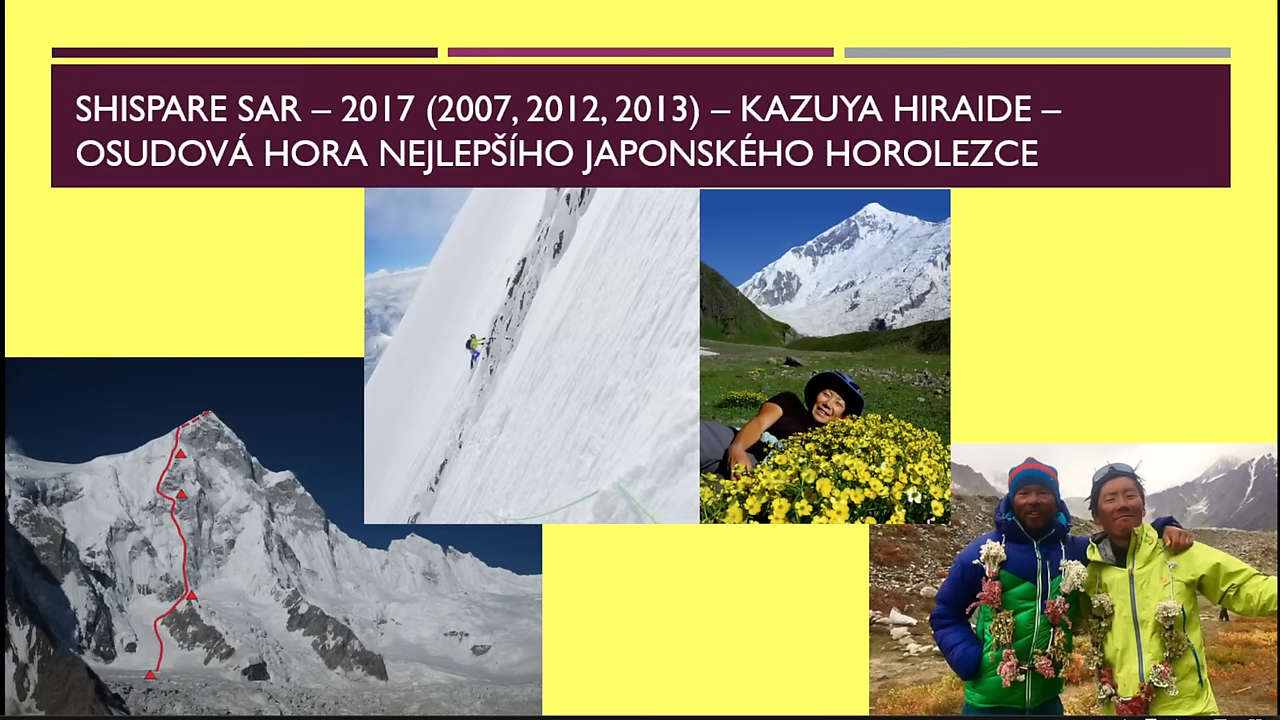 SHISPARE SAR – 2017 (2007, 2012, 2013) – KAZUYA HIRAIDE –
OSUDOVÁ HORA NEJLEPŠÍHO JAPONSKÉHO HOROLEZCE